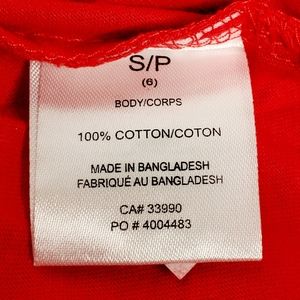 S/P
(6)
BODY/CORPS
100% COTTON/COTON
MADE IN BANGLADESH
FABRIQUÉ AU BANGLADESH
CA# 33990
PO # 4004483